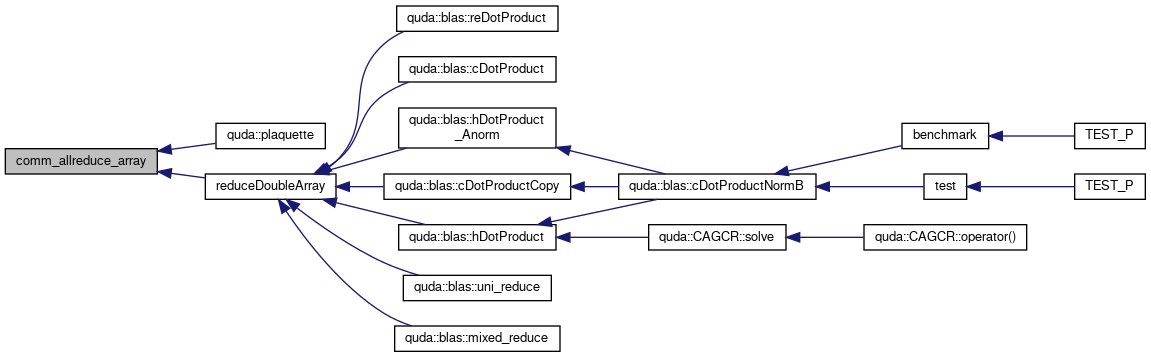 comm_allreduce_array
quda::plaquette
reduceDoubleArray
quda::blas::reDotProduct
quda::blas::cDotProduct
quda::blas::hDotProduct
_Anorm
quda::blas::cDotProductCopy
quda::blas::hDotProduct
quda::blas::uni_reduce
quda::blas::mixed_reduce
quda::blas::cDotProductNormB
quda::CAGCR::solve
benchmark
test
quda::CAGCR::operator()
TEST_P
TEST_P